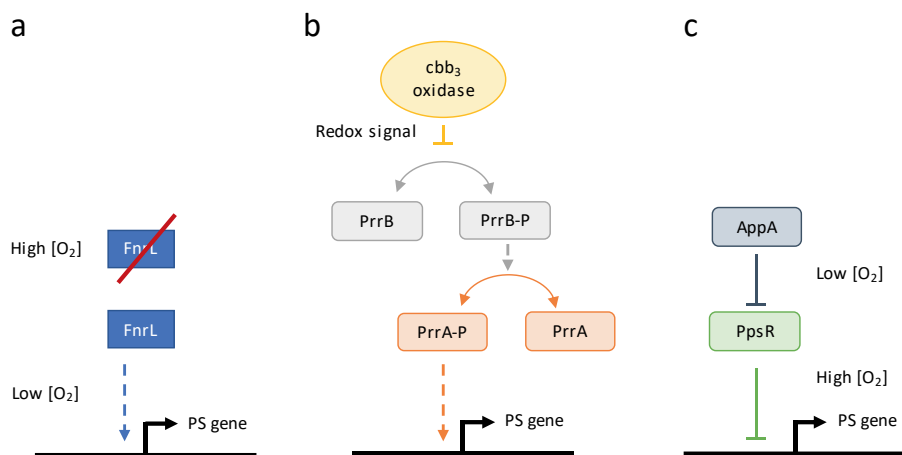 a
High [O₂]
FnrL
FnrL
Low [O₂]
PS gene
b
cbb₃
oxidase
Redox signal
PrrB
PrrB-P
PrrA-P
PrrA
PS gene
c
AppA
Low [O₂]
PpsR
High [O₂]
PS gene